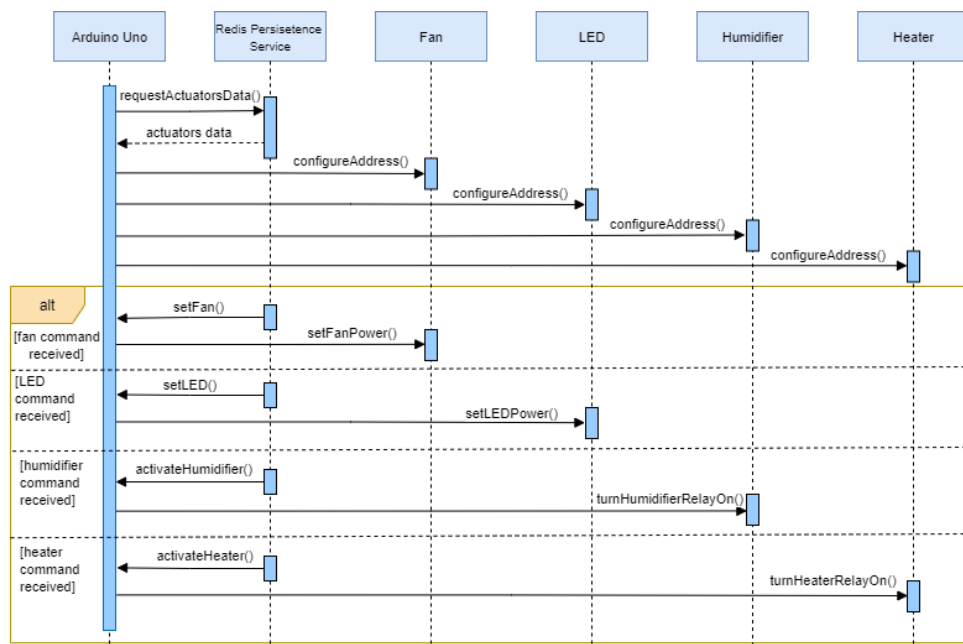 Arduino Uno
Redis Persisetence
Service
Fan
LED
Humidifier
Heater
requestActuatorsData()
actuators data
configureAddress()
configureAddress()
configureAddress()
configureAddress()
alt
setFan()
[fan command
received]
setFanPower()
[LED
command
received]
setLED()
setLEDPower()
[humidifier
command
received]
activateHumidifier()
turnHumidifierRelayOn()
[heater
command
received]
activateHeater()
turnHeaterRelayOn()